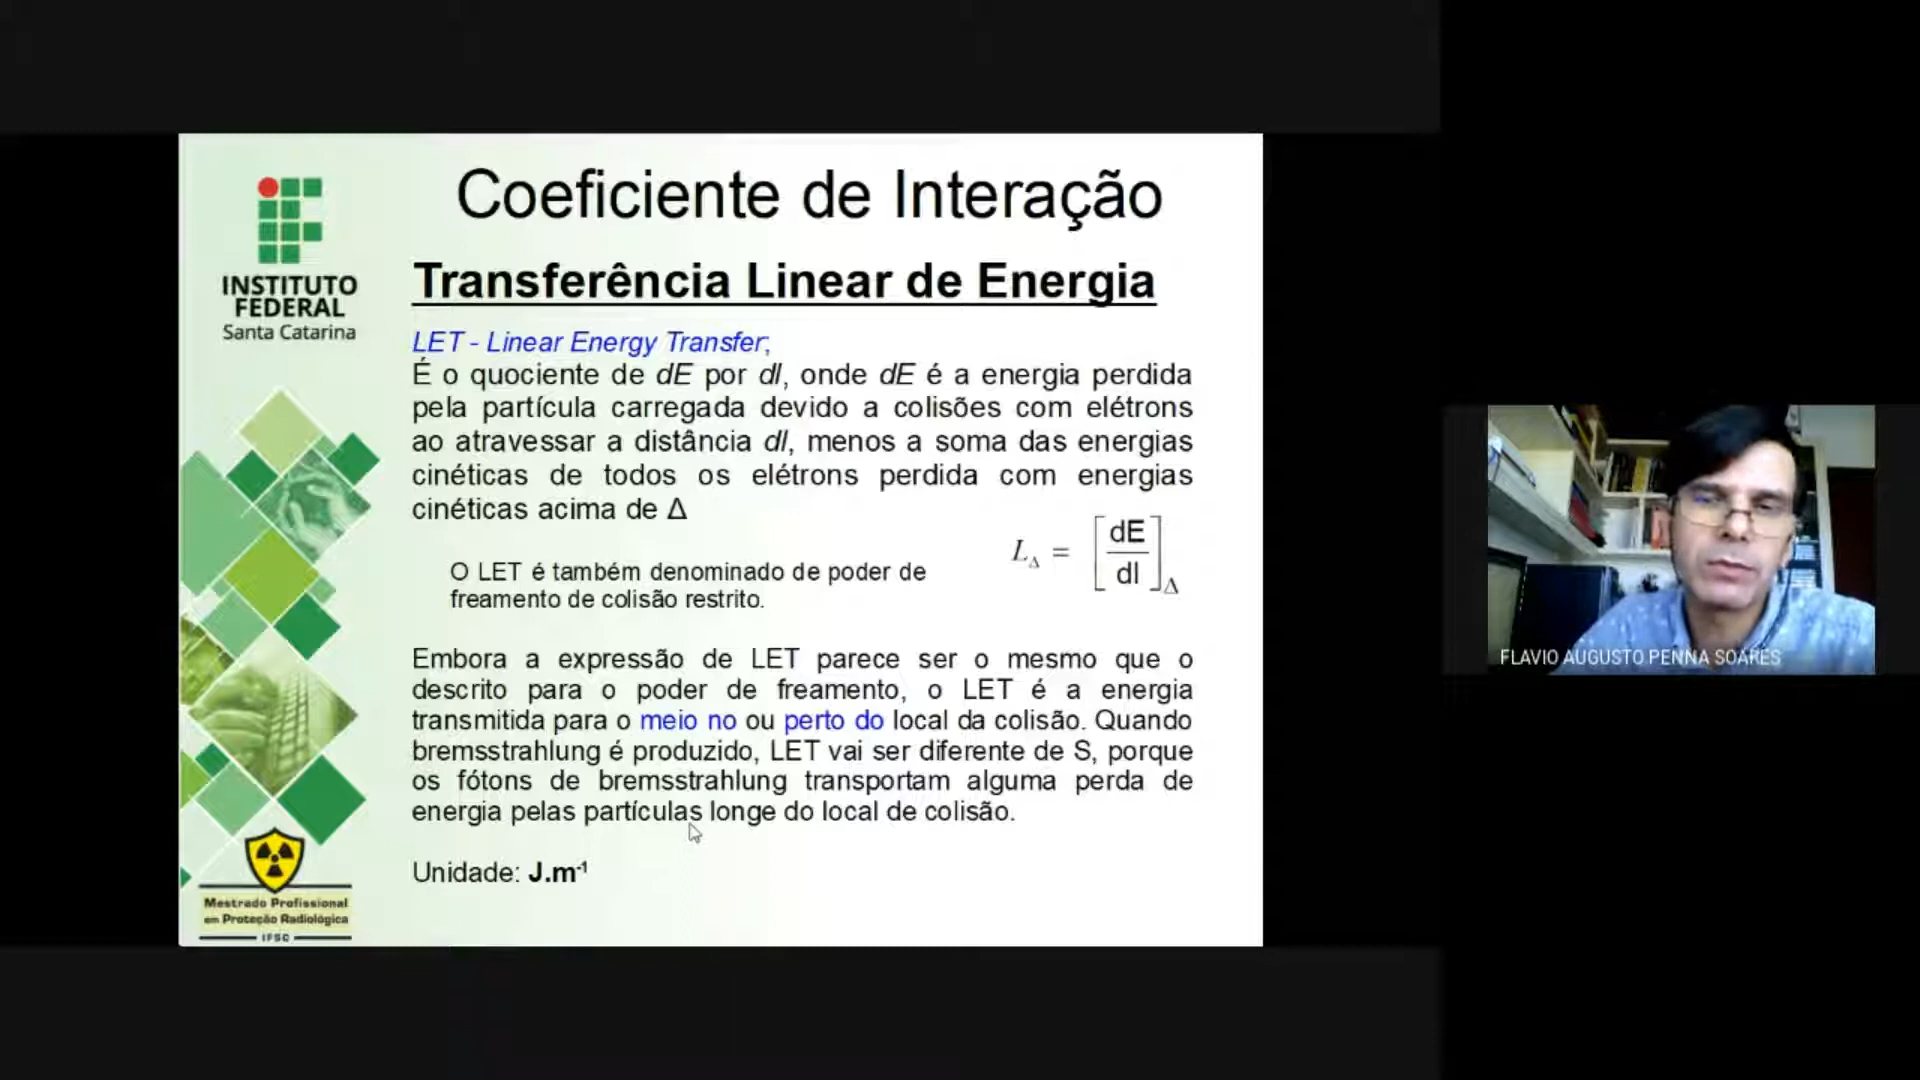 Coeficiente de Interação
INSTITUTO
FEDERAL
Santa Catarina
Transferência Linear de Energia
LET - Linear Energy Transfer;
É o quociente de dE por dl, onde dE é a energia perdida
pela partícula carregada devido a colisões com elétrons
ao atravessar a distância dl, menos a soma das energias
cinéticas de todos os elétrons perdida com energias
cinéticas acima de Δ
L_Δ = [dE/dl]_Δ
O LET é também denominado de poder de
freamento de colisão restrito.
Embora a expressão de LET parece ser o mesmo que o
descrito para o poder de freamento, o LET é a energia
transmitida para o meio no ou perto do local da colisão. Quando
bremsstrahlung é produzido, LET vai ser diferente de S, porque
os fótons de bremsstrahlung transportam alguma perda de
energia pelas partículas longe do local de colisão.
Unidade: J.m⁻¹
Mestrado Profissional
em Proteção Radiológica
IFSC
FLAVIO AUGUSTO PENNA SOARES